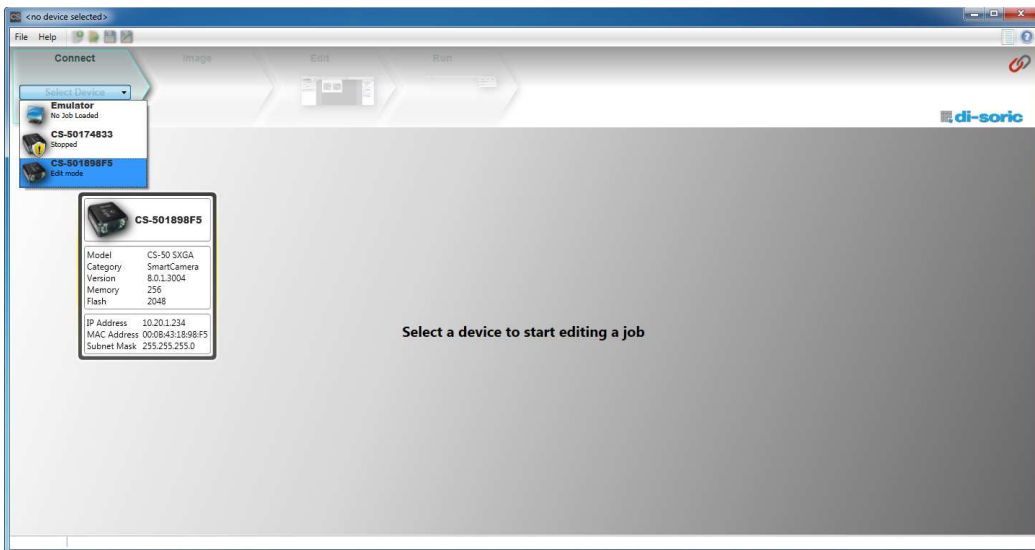 CS <no device selected>
File Help
Connect Image Edit Run
Select Device
di-soric
Emulator
No Job Loaded
CS-50174833
Stopped
CS-501898F5
Edit mode
CS-501898F5
Model CS-50 SXGA
Category SmartCamera
Version 8.0.1.3004
Memory 256
Flash 2048
IP Address 10.20.1.234
MAC Address 00:0B:43:18:98:F5
Subnet Mask 255.255.255.0
Select a device to start editing a job